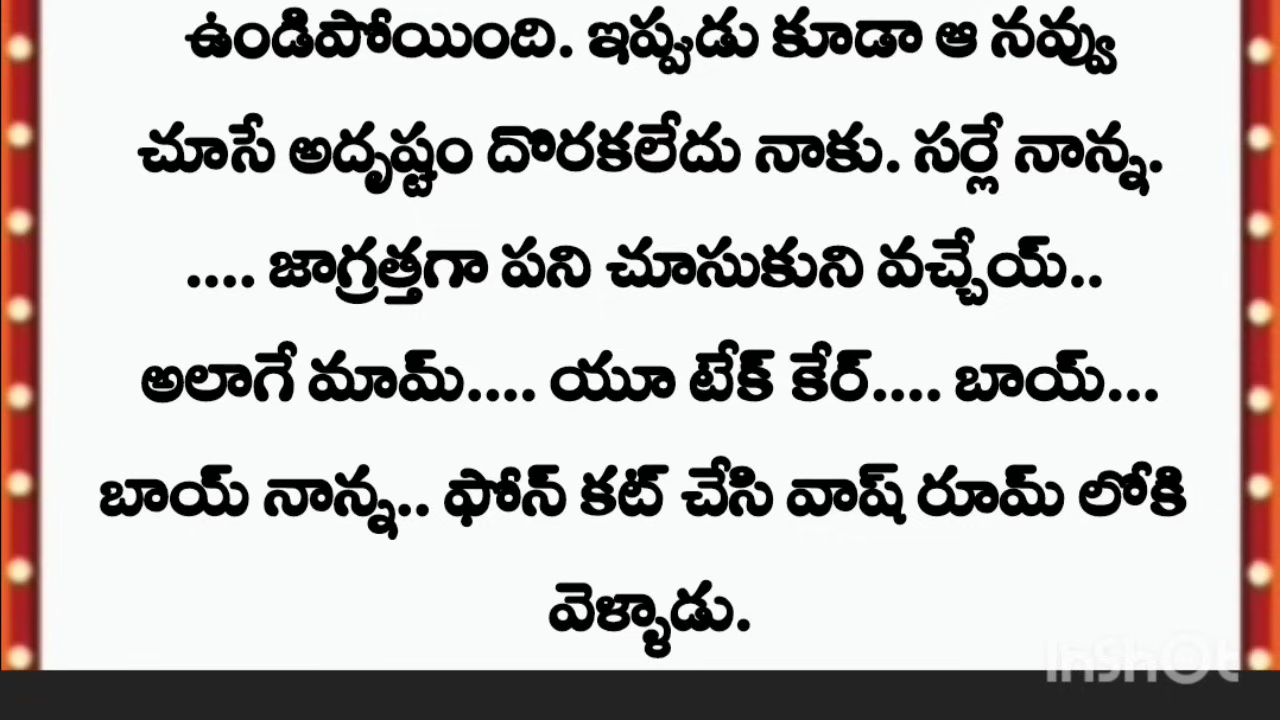 ఉండిపోయింది. ఇప్పుడు కూడా ఆ నవ్వు
చూసే అదృష్టం దొరకలేదు నాకు. సర్లే నాన్న.
.... జాగ్రత్తగా పని చూసుకుని వచ్చేయ్..
అలాగే మామ్.... యూ టేక్ కేర్.... బాయ్...
బాయ్ నాన్న.. ఫోన్ కట్ చేసి వాష్ రూమ్ లోకి
వెళ్ళాడు.
InShOt